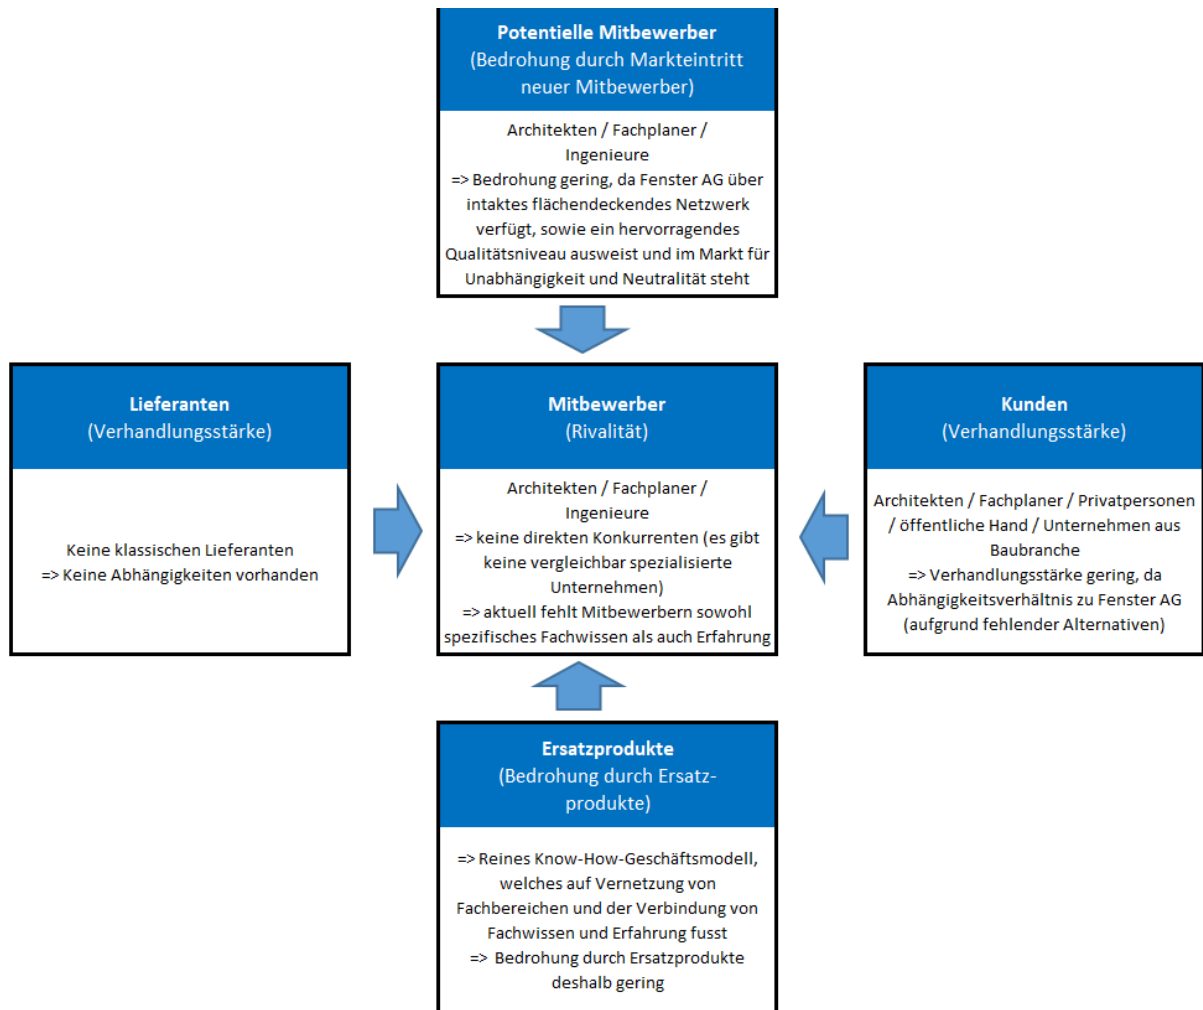 Potentielle Mitbewerber
(Bedrohung durch Markteintritt
neuer Mitbewerber)
Architekten / Fachplaner /
Ingenieure
=> Bedrohung gering, da Fenster AG über
intaktes flächendeckendes Netzwerk
verfügt, sowie ein hervorragendes
Qualitätsniveau ausweist und im Markt für
Unabhängigkeit und Neutralität steht
Lieferanten
(Verhandlungsstärke)
Keine klassischen Lieferanten
=> Keine Abhängigkeiten vorhanden
Mitbewerber
(Rivalität)
Architekten / Fachplaner /
Ingenieure
=> keine direkten Konkurrenten (es gibt
keine vergleichbar spezialisierte
Unternehmen)
=> aktuell fehlt Mitbewerbern sowohl
spezifisches Fachwissen als auch Erfahrung
Kunden
(Verhandlungsstärke)
Architekten / Fachplaner / Privatpersonen
/ öffentliche Hand / Unternehmen aus
Baubranche
=> Verhandlungsstärke gering, da
Abhängigkeitsverhältnis zu Fenster AG
(aufgrund fehlender Alternativen)
Ersatzprodukte
(Bedrohung durch Ersatz-
produkte)
=> Reines Know-How-Geschäftsmodell,
welches auf Vernetzung von
Fachbereichen und der Verbindung von
Fachwissen und Erfahrung fusst
=> Bedrohung durch Ersatzprodukte
deshalb gering